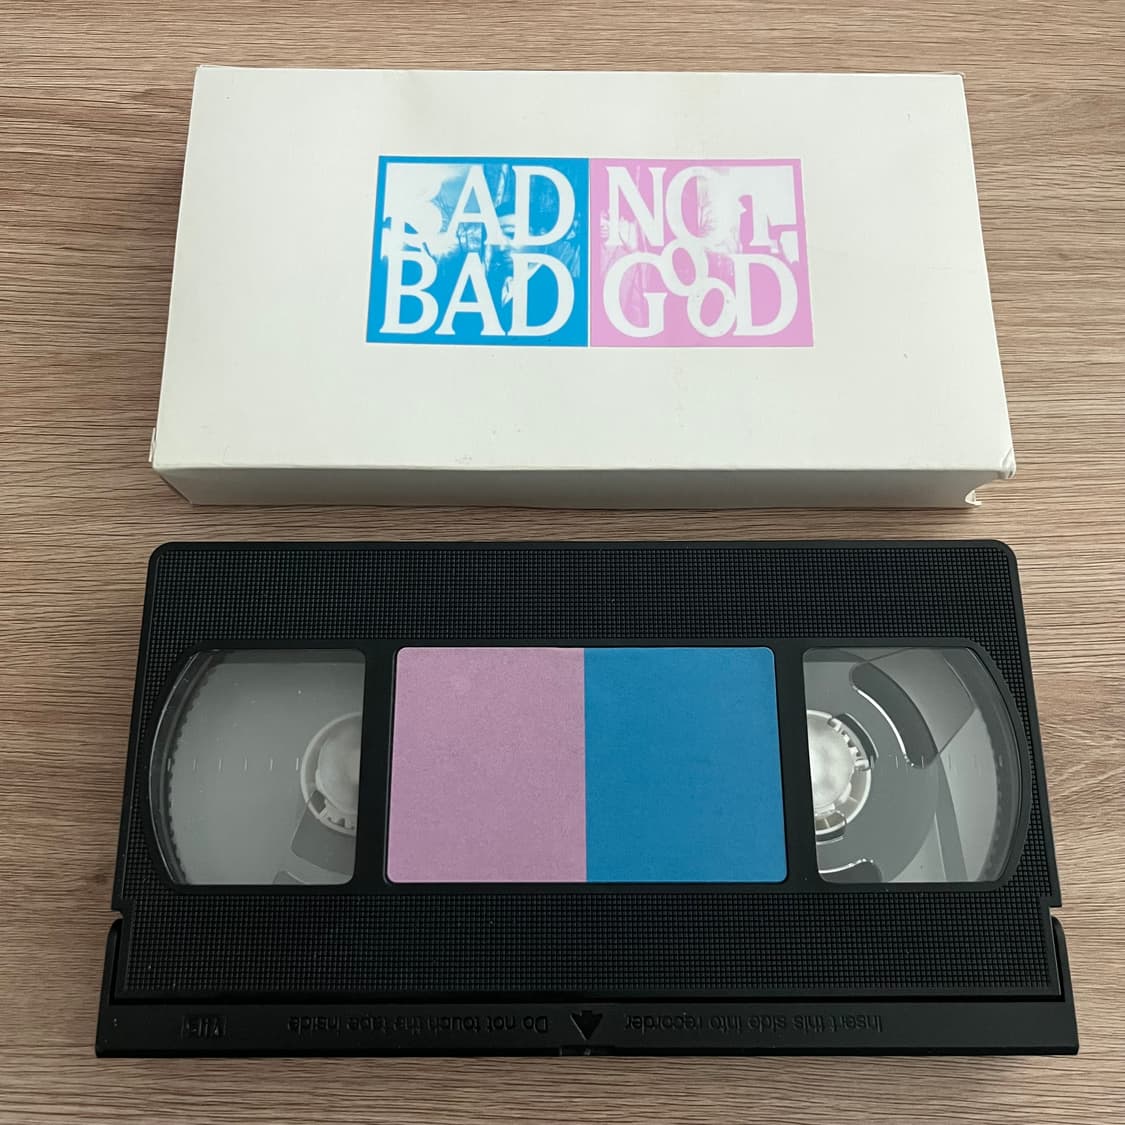 BAD
BAD
NOT
GOOD
Insert this side into recorder
Do not touch the tape inside
VHS